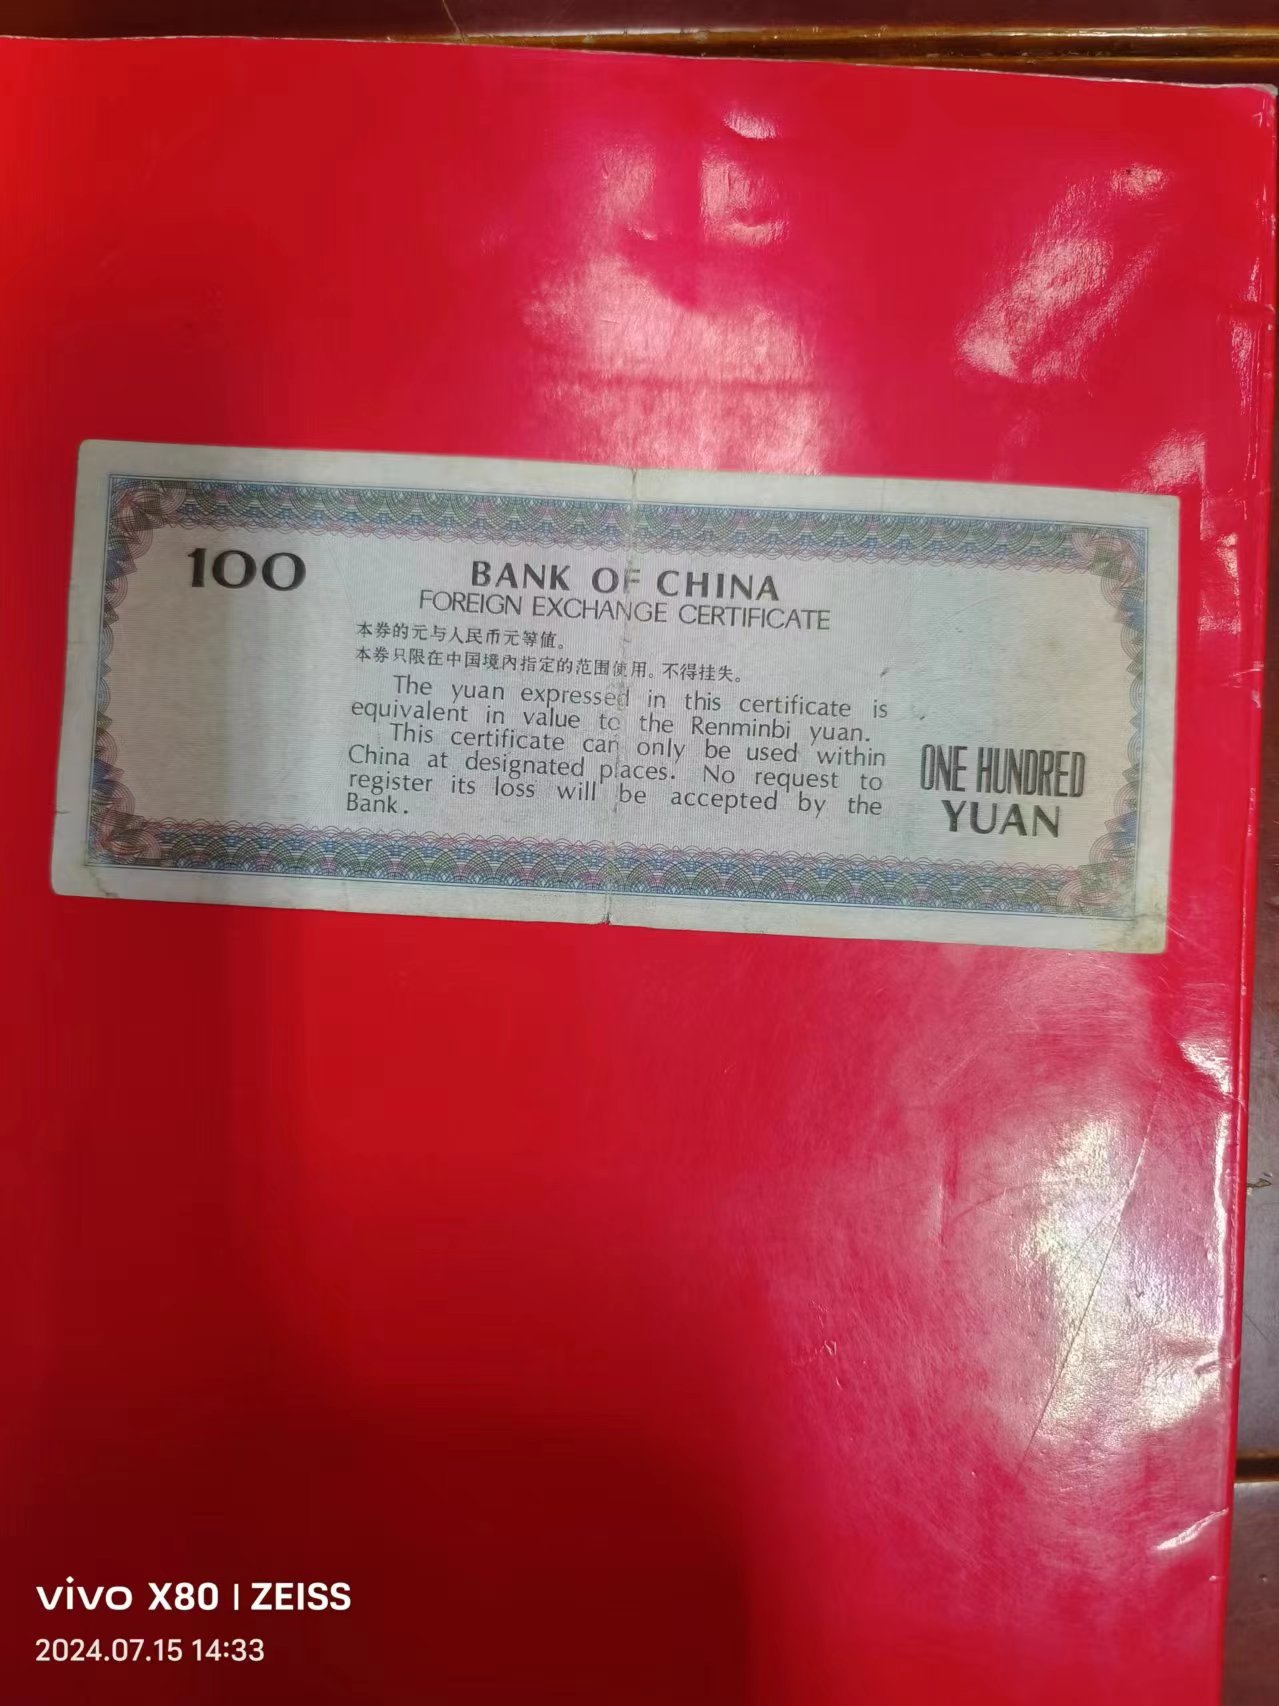 100
BANK OF CHINA
FOREIGN EXCHANGE CERTIFICATE
本券的元与人民币元等值。
本券只限在中国境内指定的范围使用。不得挂失。
The yuan expressed in this certificate is
equivalent in value to the Renminbi yuan.
This certificate can only be used within
China at designated places. No request to
register its loss will be accepted by the
Bank.
ONE HUNDRED
YUAN
vivo X80 | ZEISS
2024.07.15 14:33